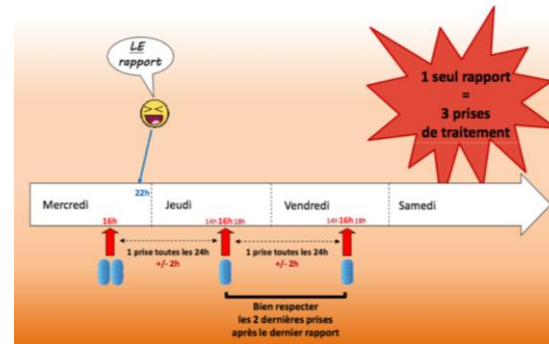 LE
rapport
1 seul rapport
=
3 prises
de traitement
22h
Mercredi
Jeudi
Vendredi
Samedi
16h
14h 16h 18h
14h 16h 18h
1 prise toutes les 24h
+/- 2h
1 prise toutes les 24h
+/- 2h
Bien respecter
les 2 dernières prises
après le dernier rapport